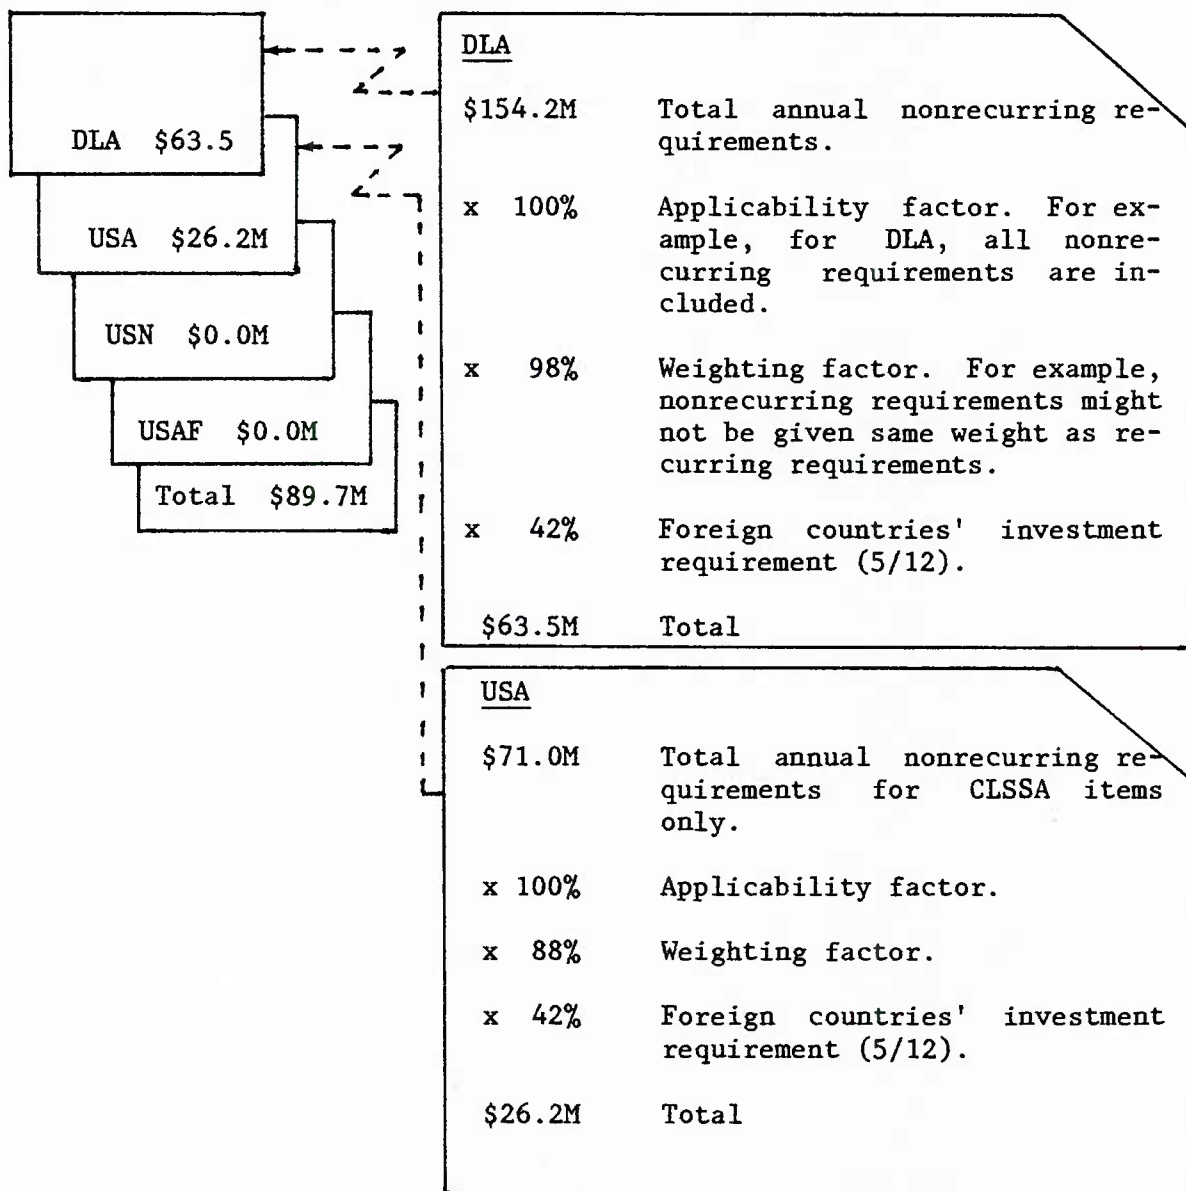 DLA $63.5
USA $26.2M
USN $0.0M
USAF $0.0M
Total $89.7M
DLA
$154.2M Total annual nonrecurring re-
quirements.
x 100% Applicability factor. For ex-
ample, for DLA, all nonre-
curring requirements are in-
cluded.
x 98% Weighting factor. For example,
nonrecurring requirements might
not be given same weight as re-
curring requirements.
x 42% Foreign countries' investment
requirement (5/12).
$63.5M Total
USA
$71.0M Total annual nonrecurring re-
quirements for CLSSA items
only.
x 100% Applicability factor.
x 88% Weighting factor.
x 42% Foreign countries' investment
requirement (5/12).
$26.2M Total